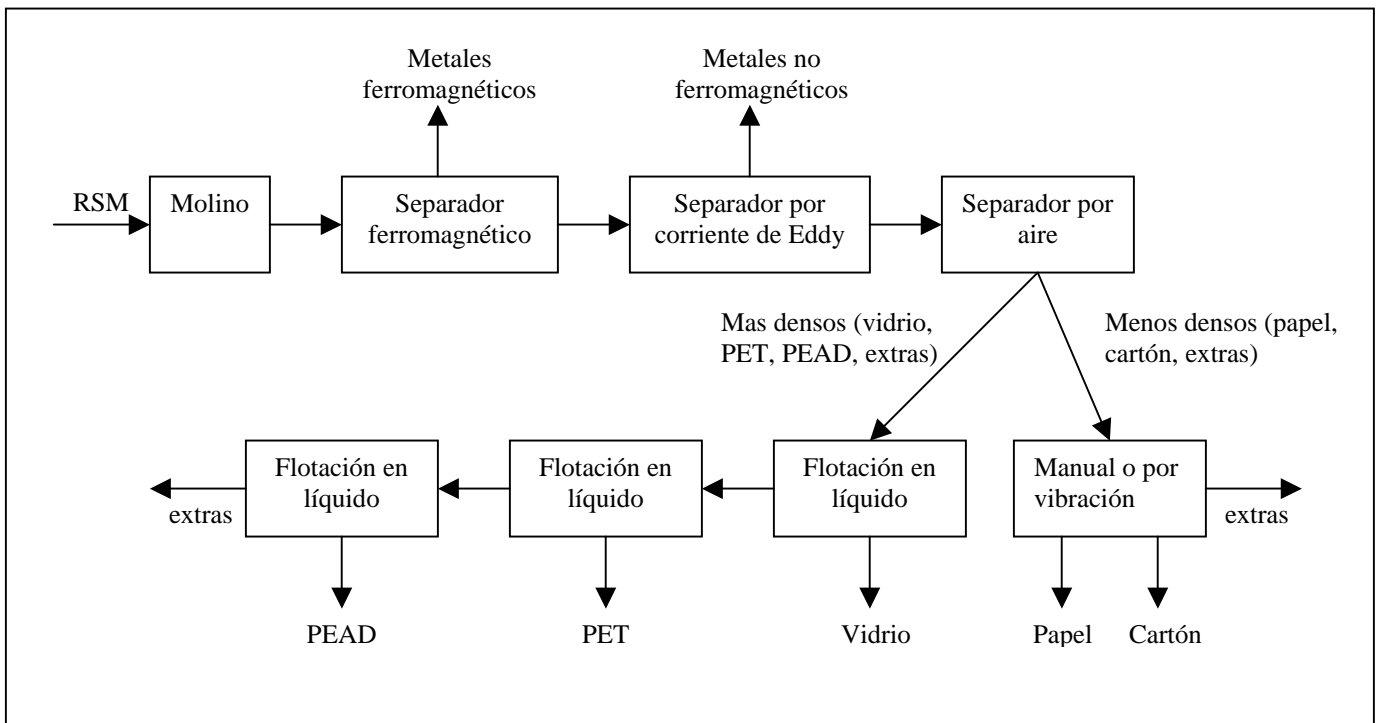 Metales
ferromagnéticos
Metales no
ferromagnéticos
RSM
Molino
Separador
ferromagnético
Separador por
corriente de Eddy
Separador por
aire
Mas densos (vidrio,
PET, PEAD, extras)
Menos densos (papel,
cartón, extras)
Flotación en
líquido
Flotación en
líquido
Flotación en
líquido
Manual o por
vibración
extras
extras
PEAD
PET
Vidrio
Papel
Cartón